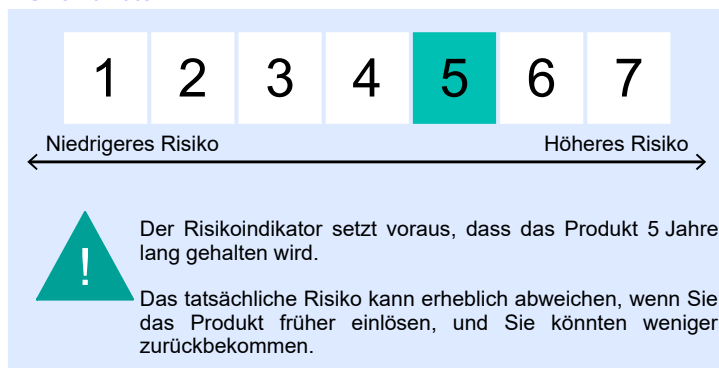 1 2 3 4 5 6 7
Niedrigeres Risiko Höheres Risiko
!
Der Risikoindikator setzt voraus, dass das Produkt 5 Jahre
lang gehalten wird.
Das tatsächliche Risiko kann erheblich abweichen, wenn Sie
das Produkt früher einlösen, und Sie könnten weniger
zurückbekommen.